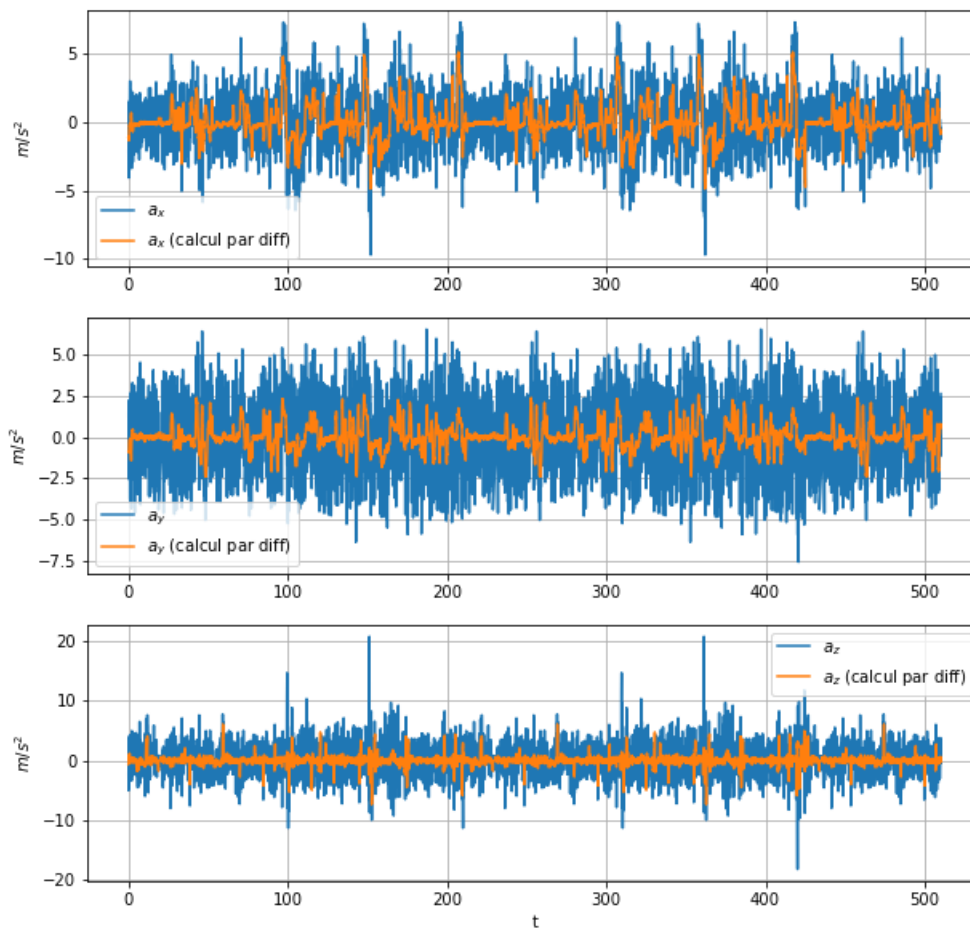 5
0
−5
−10
m/s²
a_x
a_x (calcul par diff)
0 100 200 300 400 500
5.0
2.5
0.0
−2.5
−5.0
−7.5
m/s²
a_y
a_y (calcul par diff)
0 100 200 300 400 500
20
10
0
−10
−20
m/s²
a_z
a_z (calcul par diff)
0 100 200 300 400 500
t